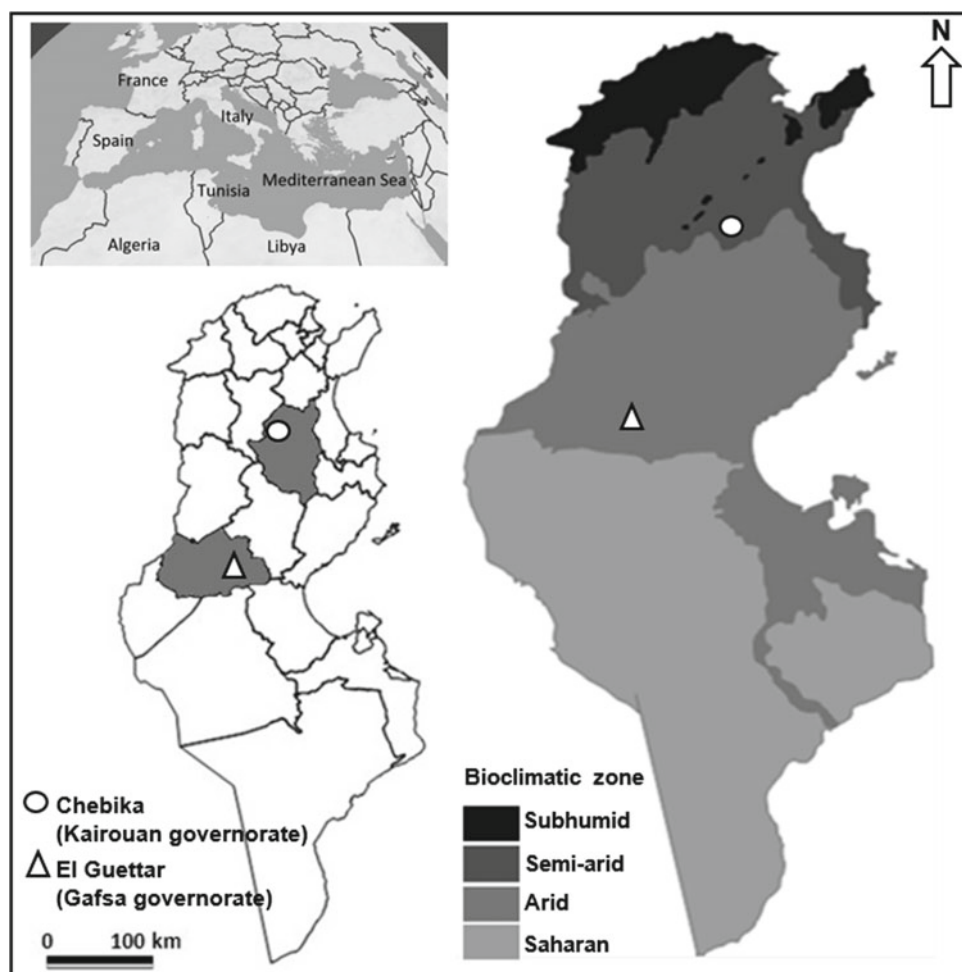 France
Italy
Spain
Mediterranean Sea
Tunisia
Algeria
Libya
N
Chebika
(Kairouan governorate)
El Guettar
(Gafsa governorate)
0 100 km
Bioclimatic zone
Subhumid
Semi-arid
Arid
Saharan